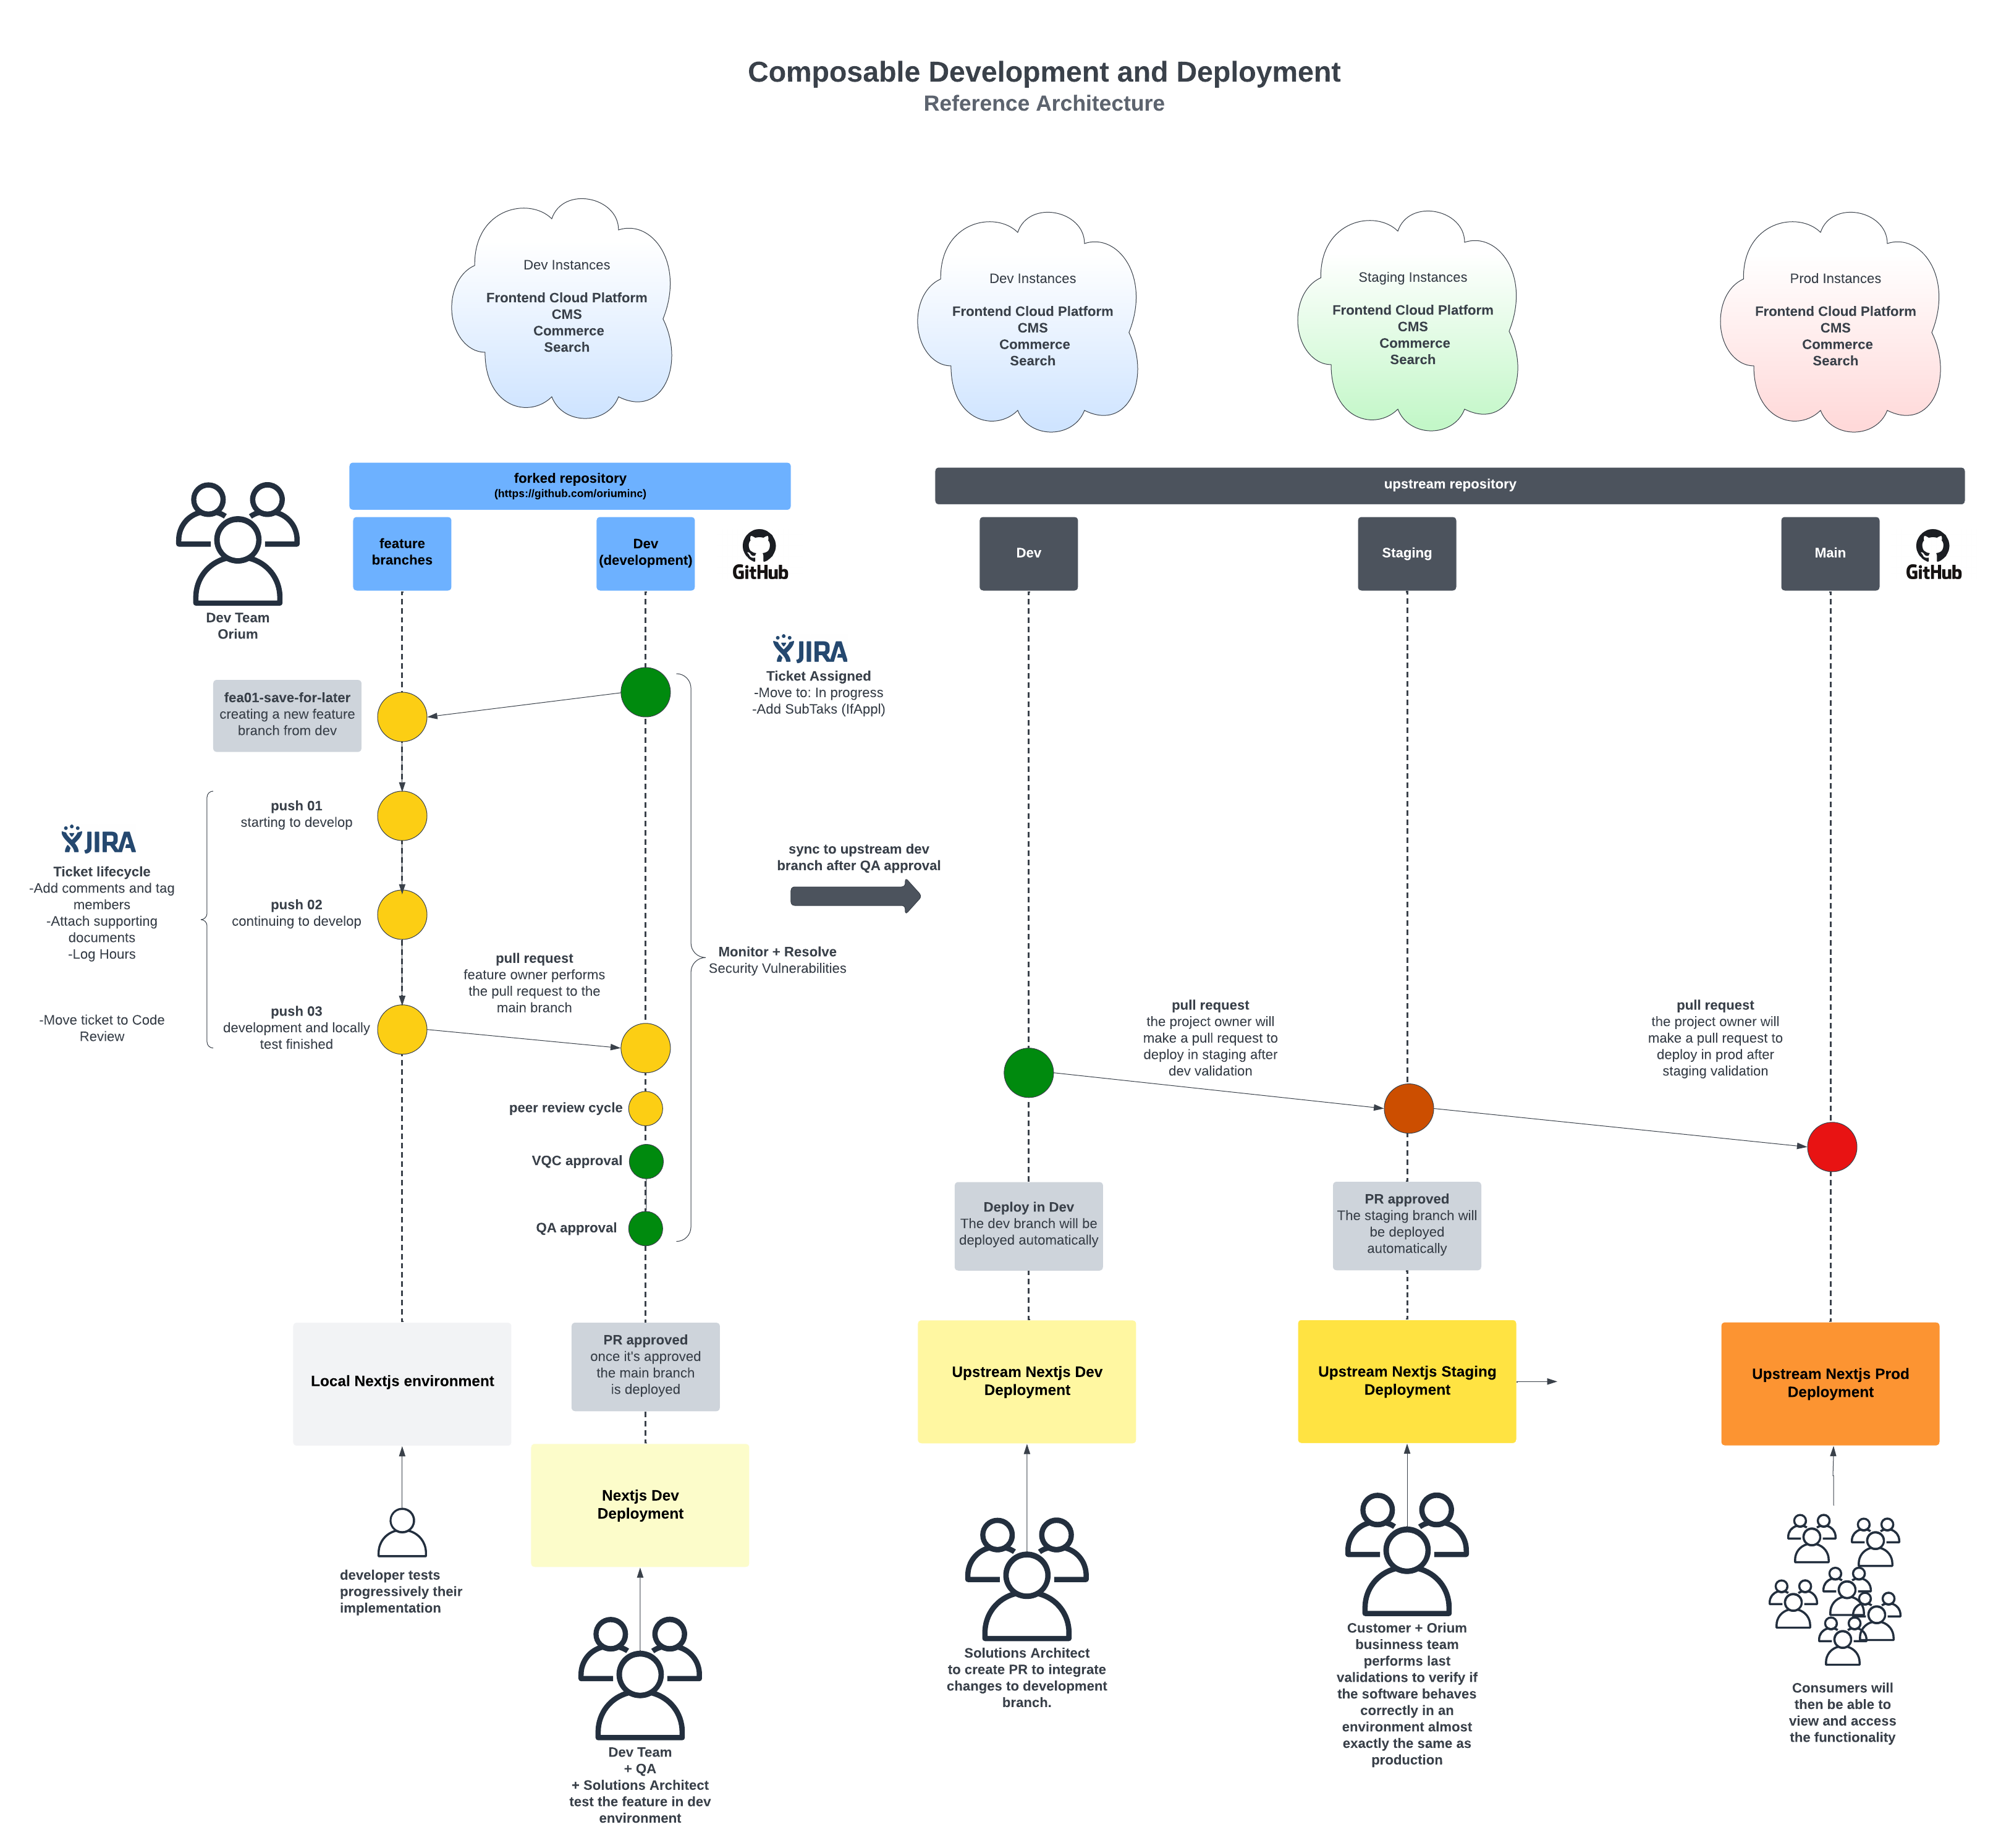 Composable Development and Deployment
Reference Architecture
Dev Instances
Frontend Cloud Platform
CMS
Commerce
Search
Dev Instances
Frontend Cloud Platform
CMS
Commerce
Search
Staging Instances
Frontend Cloud Platform
CMS
Commerce
Search
Prod Instances
Frontend Cloud Platform
CMS
Commerce
Search
forked repository
(https://github.com/oriuminc)
upstream repository
Dev Team
Orium
feature
branches
Dev
(development)
GitHub
Dev
Staging
Main
GitHub
JIRA
Ticket Assigned
-Move to: In progress
-Add SubTaks (IfAppl)
fea01-save-for-later
creating a new feature
branch from dev
push 01
starting to develop
JIRA
Ticket lifecycle
-Add comments and tag
members
-Attach supporting
documents
-Log Hours
push 02
continuing to develop
sync to upstream dev
branch after QA approval
Monitor + Resolve
Security Vulnerabilities
pull request
feature owner performs
the pull request to the
main branch
-Move ticket to Code
Review
push 03
development and locally
test finished
pull request
the project owner will
make a pull request to
deploy in staging after
dev validation
pull request
the project owner will
make a pull request to
deploy in prod after
staging validation
peer review cycle
VQC approval
QA approval
Deploy in Dev
The dev branch will be
deployed automatically
PR approved
The staging branch will
be deployed
automatically
Local Nextjs environment
PR approved
once it's approved
the main branch
is deployed
Upstream Nextjs Dev
Deployment
Upstream Nextjs Staging
Deployment
Upstream Nextjs Prod
Deployment
Nextjs Dev
Deployment
developer tests
progressively their
implementation
Dev Team
+ QA
+ Solutions Architect
test the feature in dev
environment
Solutions Architect
to create PR to integrate
changes to development
branch.
Customer + Orium
businness team
performs last
validations to verify if
the software behaves
correctly in an
environment almost
exactly the same as
production
Consumers will
then be able to
view and access
the functionality